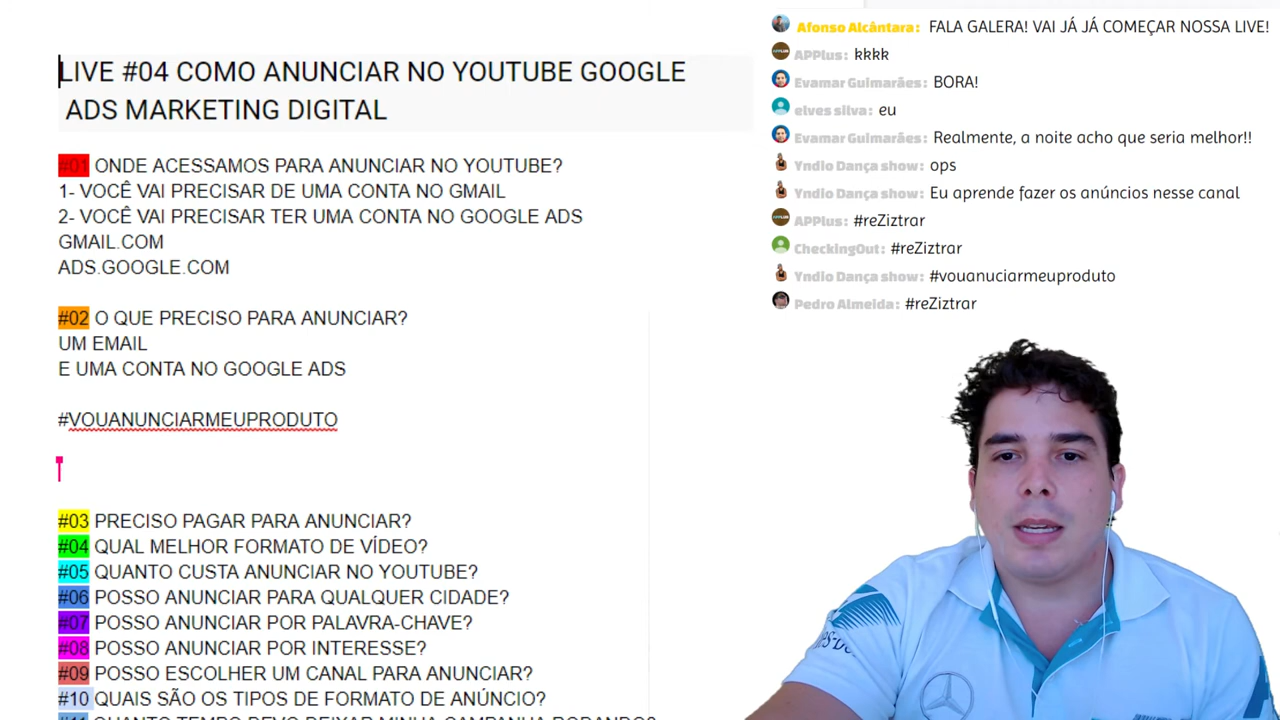 LIVE #04 COMO ANUNCIAR NO YOUTUBE GOOGLE
ADS MARKETING DIGITAL
#01 ONDE ACESSAMOS PARA ANUNCIAR NO YOUTUBE?
1- VOCÊ VAI PRECISAR DE UMA CONTA NO GMAIL
2- VOCÊ VAI PRECISAR TER UMA CONTA NO GOOGLE ADS
GMAIL.COM
ADS.GOOGLE.COM
#02 O QUE PRECISO PARA ANUNCIAR?
UM EMAIL
E UMA CONTA NO GOOGLE ADS
#VOUANUNCIARMEUPRODUTO
#03 PRECISO PAGAR PARA ANUNCIAR?
#04 QUAL MELHOR FORMATO DE VÍDEO?
#05 QUANTO CUSTA ANUNCIAR NO YOUTUBE?
#06 POSSO ANUNCIAR PARA QUALQUER CIDADE?
#07 POSSO ANUNCIAR POR PALAVRA-CHAVE?
#08 POSSO ANUNCIAR POR INTERESSE?
#09 POSSO ESCOLHER UM CANAL PARA ANUNCIAR?
#10 QUAIS SÃO OS TIPOS DE FORMATO DE ANÚNCIO?
#11 QUANTO TEMPO DEVO DEIXAR MINHA CAMPANHA RODANDO?
Afonso Alcântara: FALA GALERA! VAI JÁ JÁ COMEÇAR NOSSA LIVE!
APPlus: kkkk
Evamar Guimarães: BORA!
elves silva: eu
Evamar Guimarães: Realmente, a noite acho que seria melhor!!
Yndio Dança show: ops
Yndio Dança show: Eu aprende fazer os anúncios nesse canal
APPlus: #reZiztrar
CheckingOut: #reZiztrar
Yndio Dança show: #vouanuciarmeuproduto
Pedro Almeida: #reZiztrar